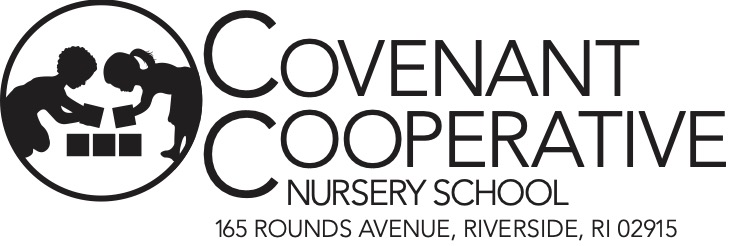 COVENANT
COOPERATIVE
NURSERY SCHOOL
165 ROUNDS AVENUE, RIVERSIDE, RI 02915